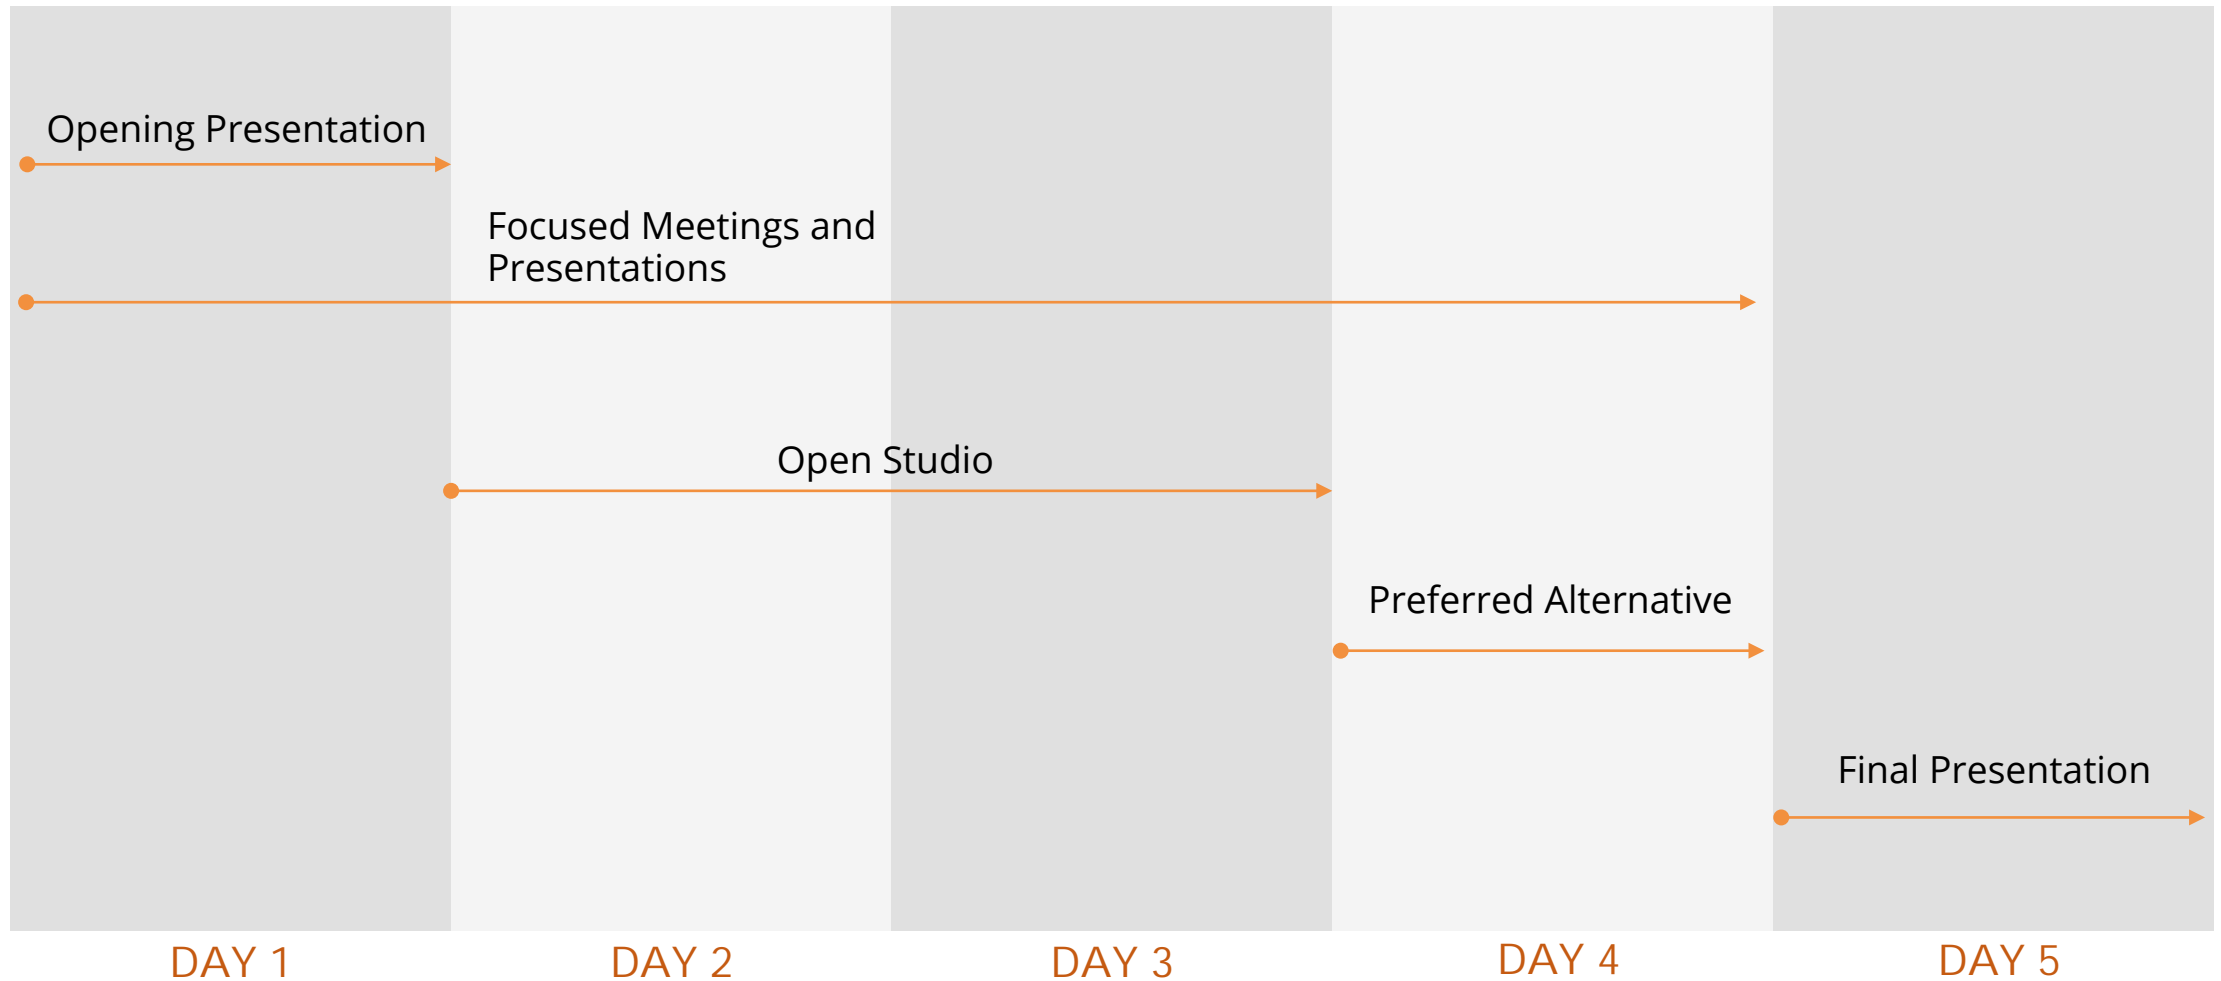 Opening Presentation
Focused Meetings and
Presentations
Open Studio
Preferred Alternative
Final Presentation
DAY 1
DAY 2
DAY 3
DAY 4
DAY 5